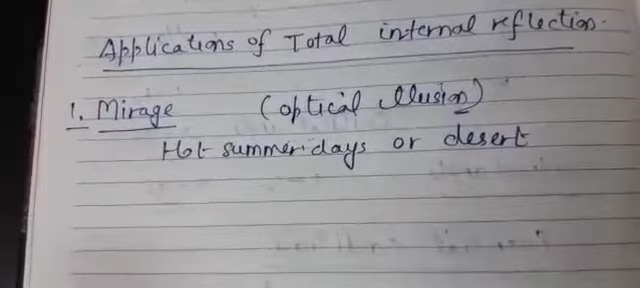 Applications of Total internal reflection.
1. Mirage (optical illusion)
Hot summer days or desert